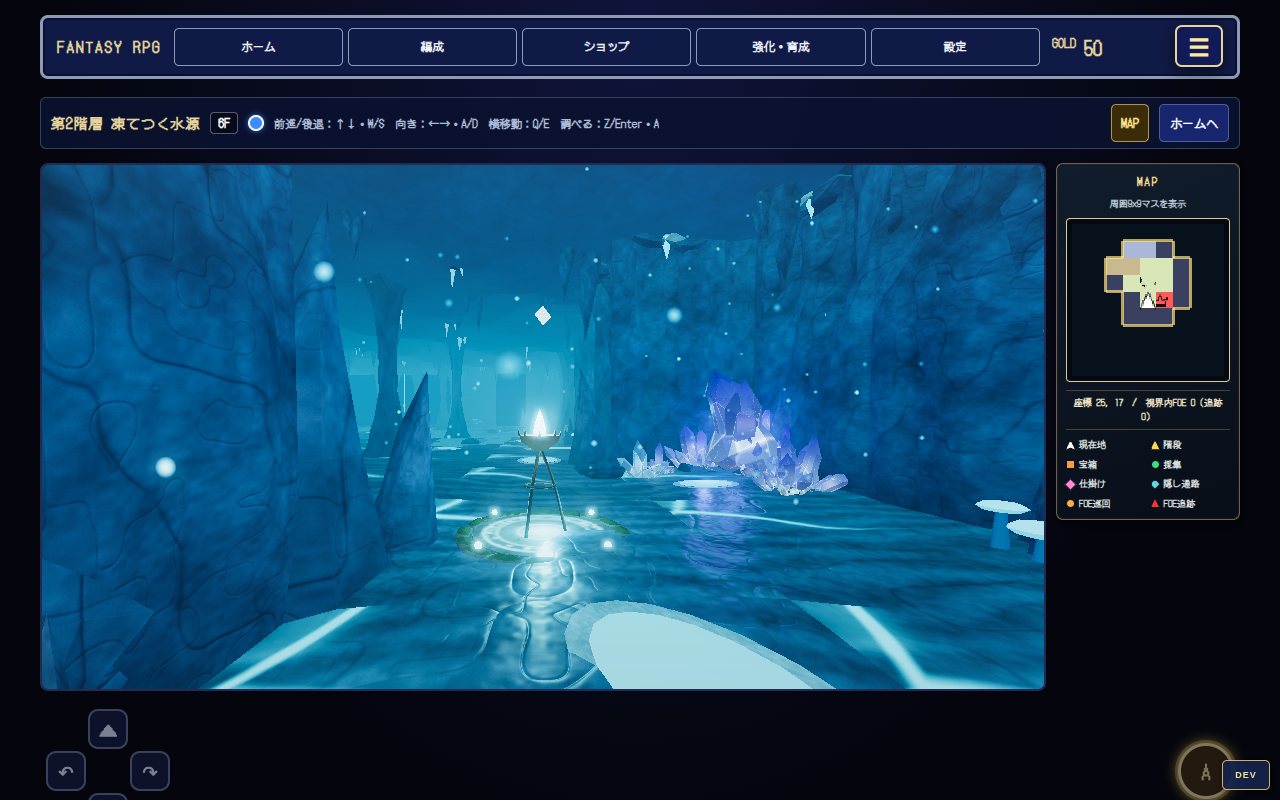 FANTASY RPG
ホーム
編成
ショップ
強化・育成
設定
GOLD 50
第2階層 凍てつく水源
6F
前進/後退：↑↓・W/S 向き：←→・A/D 横移動：Q/E 調べる：Z/Enter・A
MAP
ホームへ
MAP
周囲9x9マスを表示
座標 25, 17 / 視界内FOE 0（追跡
0）
現在地
階段
宝箱
採集
仕掛け
隠し通路
FOE巡回
FOE追跡
A
DEV